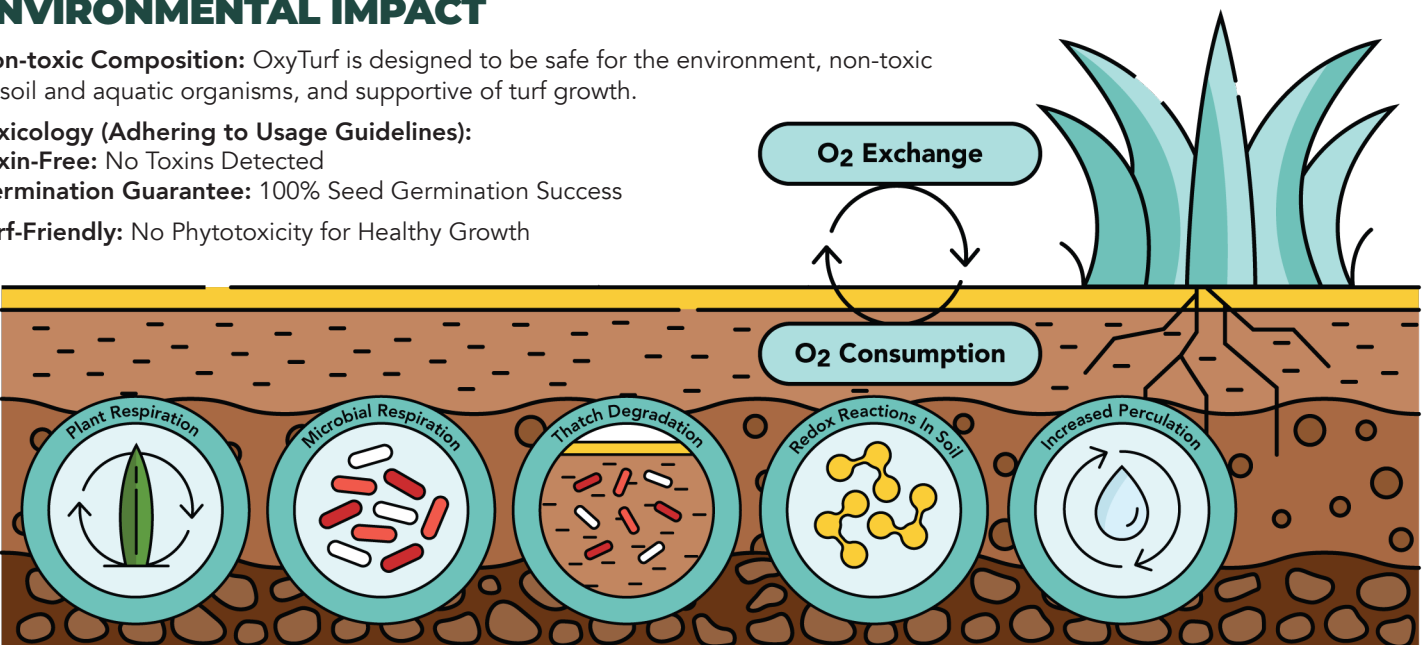 NVIRONMENTAL IMPACT
on-toxic Composition: OxyTurf is designed to be safe for the environment, non-toxic
soil and aquatic organisms, and supportive of turf growth.
xicology (Adhering to Usage Guidelines):
xin-Free: No Toxins Detected
ermination Guarantee: 100% Seed Germination Success
rf-Friendly: No Phytotoxicity for Healthy Growth
O2 Exchange
O2 Consumption
Plant Respiration
Microbial Respiration
Thatch Degradation
Redox Reactions In Soil
Increased Perculation